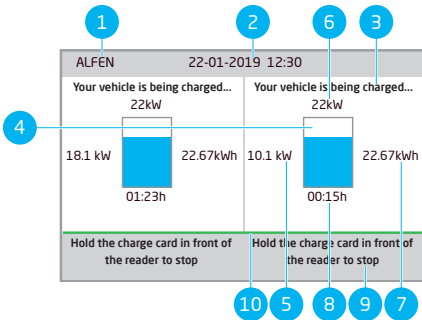 1 2 6 3
ALFEN 22-01-2019 12:30
Your vehicle is being charged... Your vehicle is being charged...
22kW 22kW
4
18.1 kW 22.67kWh 10.1 kW 22.67kWh
01:23h 00:15h
Hold the charge card in front of Hold the charge card in front of
the reader to stop the reader to stop
10 5 8 9 7